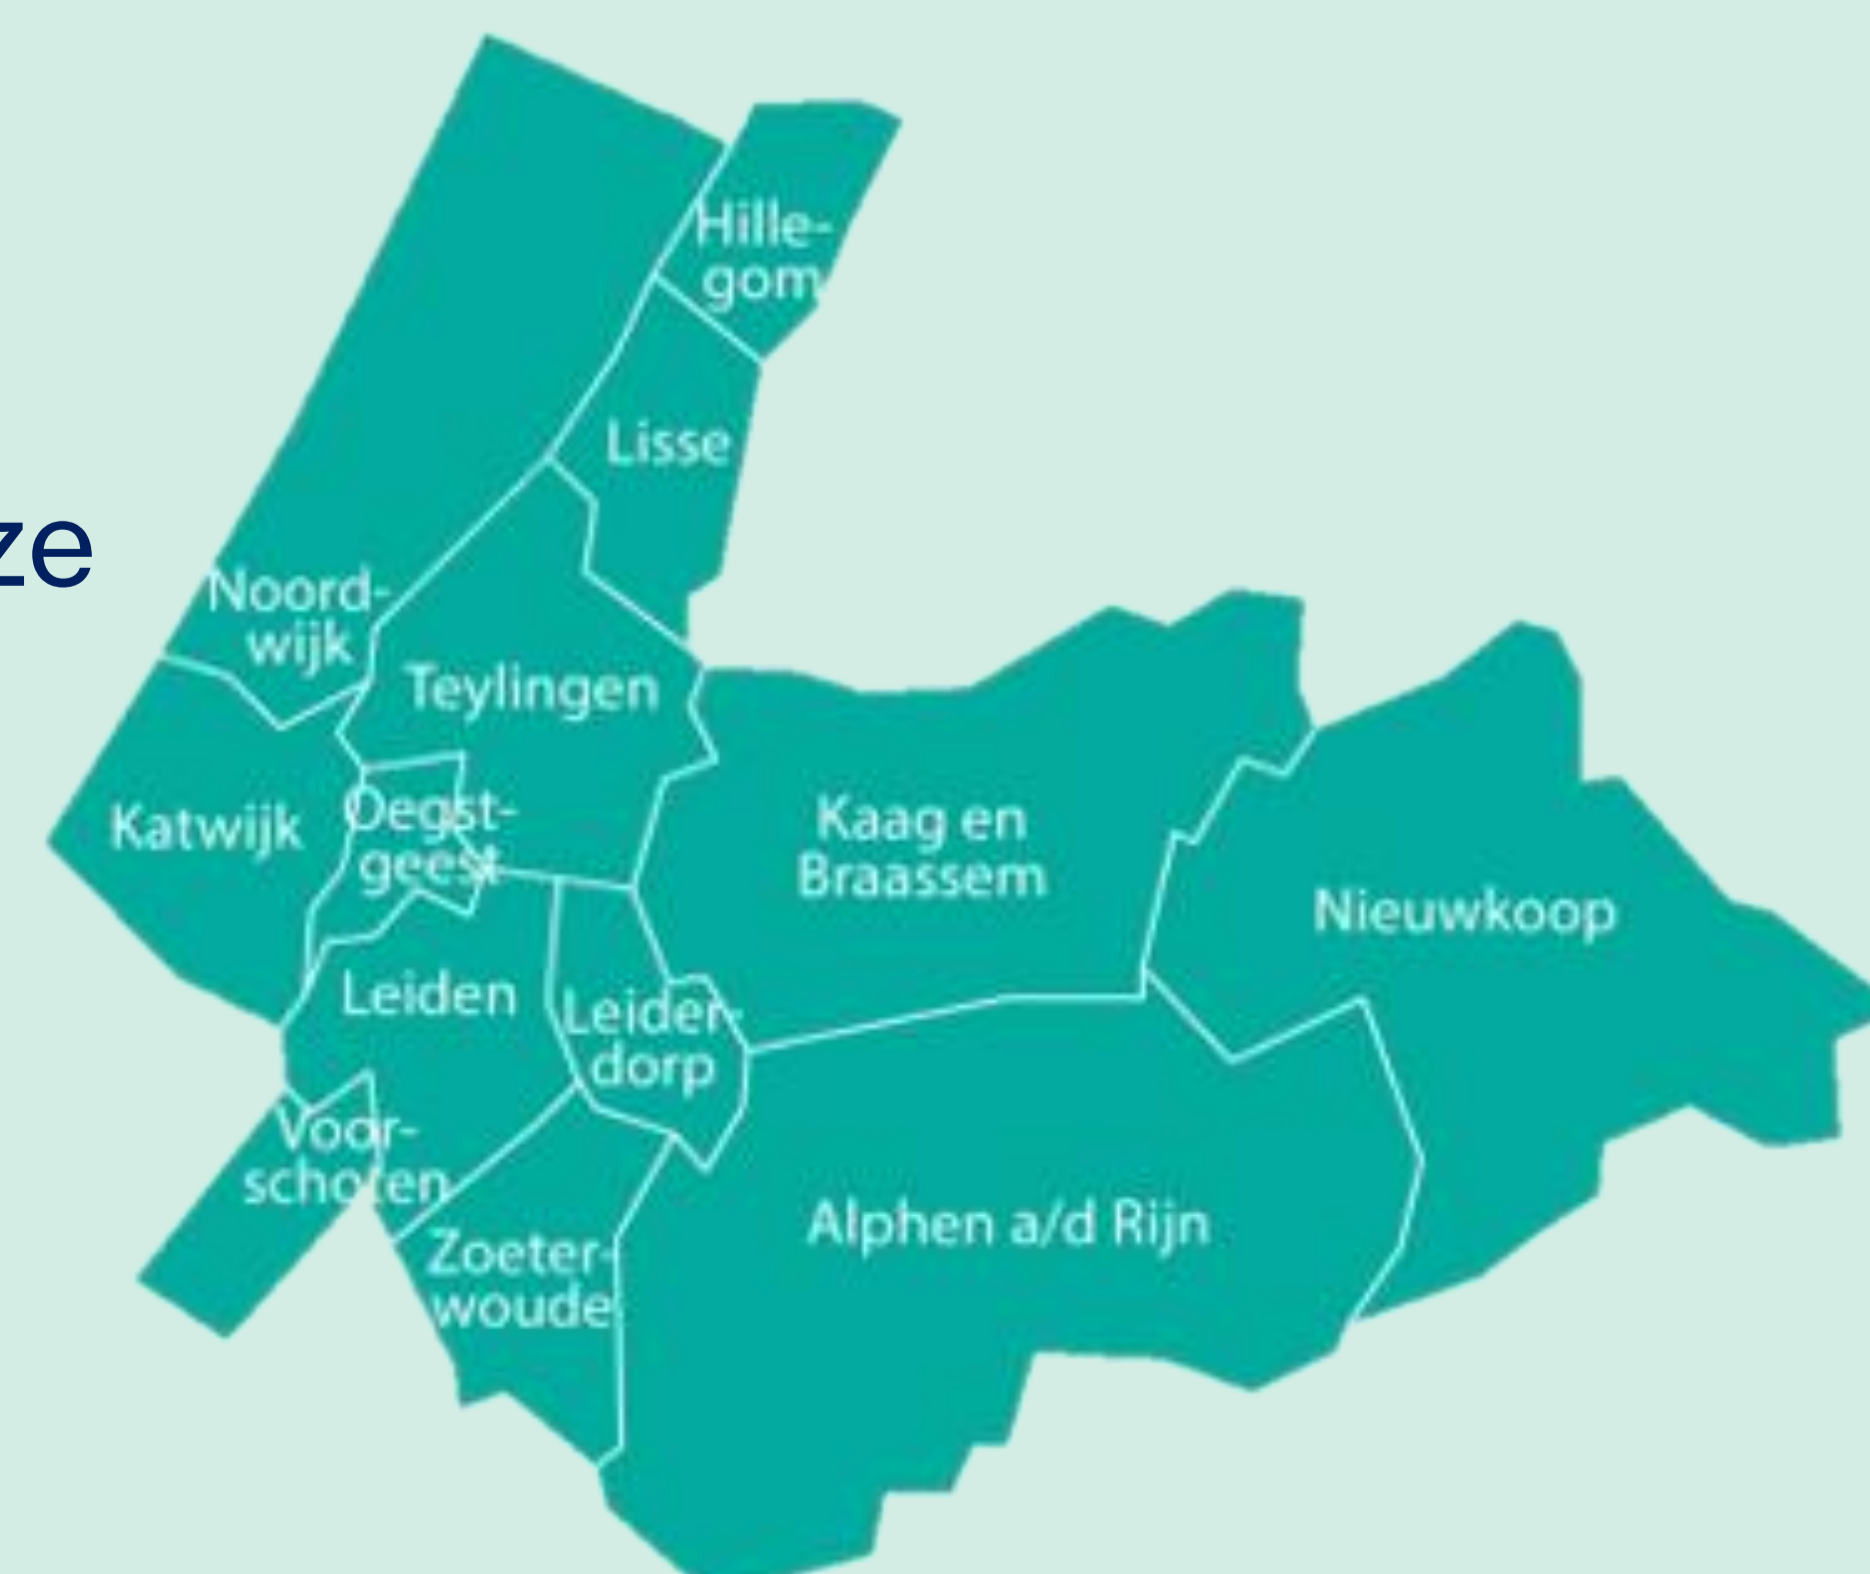 Hille-
gom
Lisse
ze
Noord-
wijk
Teylingen
Katwijk
Oegst-
geest
Kaag en
Braassem
Nieuwkoop
Leiden
Leider-
dorp
Voor-
schoten
Zoeter-
woude
Alphen a/d Rijn